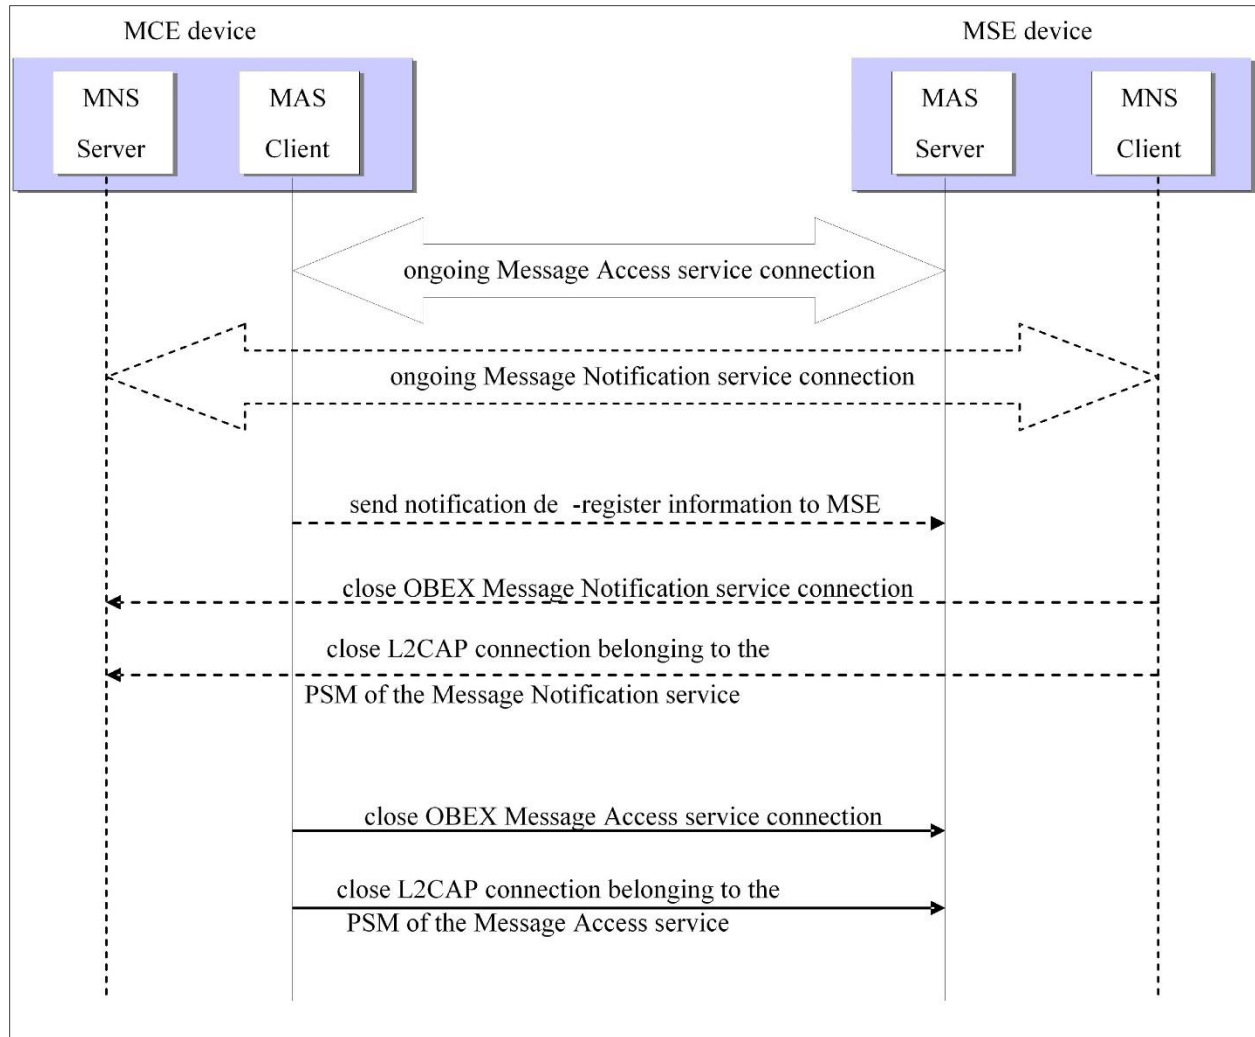 MCE device
MSE device
MNS
Server
MAS
Client
MAS
Server
MNS
Client
ongoing Message Access service connection
ongoing Message Notification service connection
send notification de -register information to MSE
close OBEX Message Notification service connection
close L2CAP connection belonging to the
PSM of the Message Notification service
close OBEX Message Access service connection
close L2CAP connection belonging to the
PSM of the Message Access service